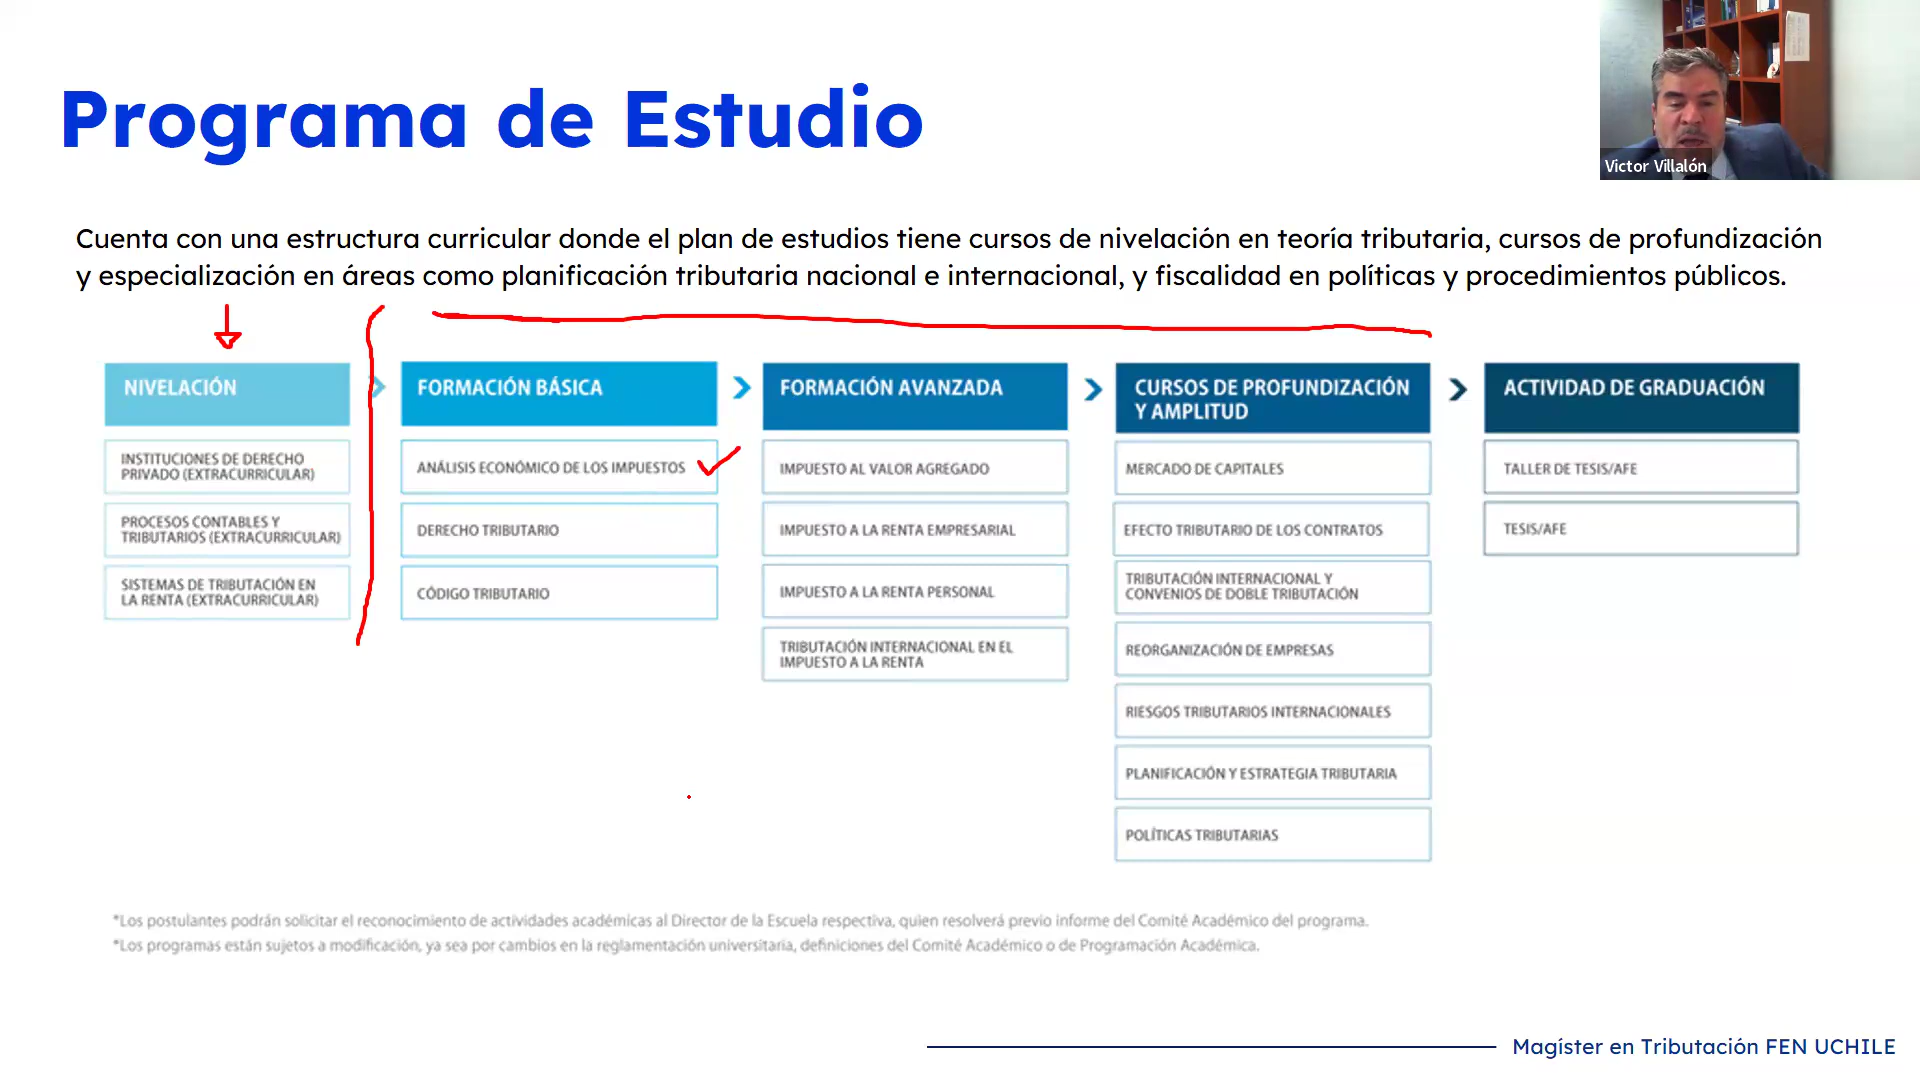 Programa de Estudio
Victor Villalón
Cuenta con una estructura curricular donde el plan de estudios tiene cursos de nivelación en teoría tributaria, cursos de profundización
y especialización en áreas como planificación tributaria nacional e internacional, y fiscalidad en políticas y procedimientos públicos.
NIVELACIÓN
INSTITUCIONES DE DERECHO
PRIVADO (EXTRACURRICULAR)
PROCESOS CONTABLES Y
TRIBUTARIOS (EXTRACURRICULAR)
SISTEMAS DE TRIBUTACIÓN EN
LA RENTA (EXTRACURRICULAR)
FORMACIÓN BÁSICA
ANÁLISIS ECONÓMICO DE LOS IMPUESTOS
DERECHO TRIBUTARIO
CÓDIGO TRIBUTARIO
FORMACIÓN AVANZADA
IMPUESTO AL VALOR AGREGADO
IMPUESTO A LA RENTA EMPRESARIAL
IMPUESTO A LA RENTA PERSONAL
TRIBUTACIÓN INTERNACIONAL EN EL
IMPUESTO A LA RENTA
CURSOS DE PROFUNDIZACIÓN
Y AMPLITUD
MERCADO DE CAPITALES
EFECTO TRIBUTARIO DE LOS CONTRATOS
TRIBUTACIÓN INTERNACIONAL Y
CONVENIOS DE DOBLE TRIBUTACIÓN
REORGANIZACIÓN DE EMPRESAS
RIESGOS TRIBUTARIOS INTERNACIONALES
PLANIFICACIÓN Y ESTRATEGIA TRIBUTARIA
POLÍTICAS TRIBUTARIAS
ACTIVIDAD DE GRADUACIÓN
TALLER DE TESIS/AFE
TESIS/AFE
*Los postulantes podrán solicitar el reconocimiento de actividades académicas al Director de la Escuela respectiva, quien resolverá previo informe del Comité Académico del programa.
*Los programas están sujetos a modificación, ya sea por cambios en la reglamentación universitaria, definiciones del Comité Académico o de Programación Académica.
Magíster en Tributación FEN UCHILE